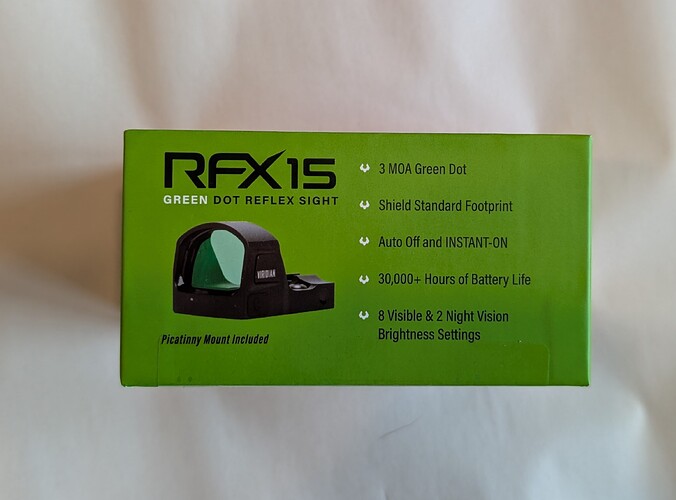 RFX15
GREEN DOT REFLEX SIGHT
VIRIDIAN
Picatinny Mount Included
3 MOA Green Dot
Shield Standard Footprint
Auto Off and INSTANT-ON
30,000+ Hours of Battery Life
8 Visible & 2 Night Vision
Brightness Settings